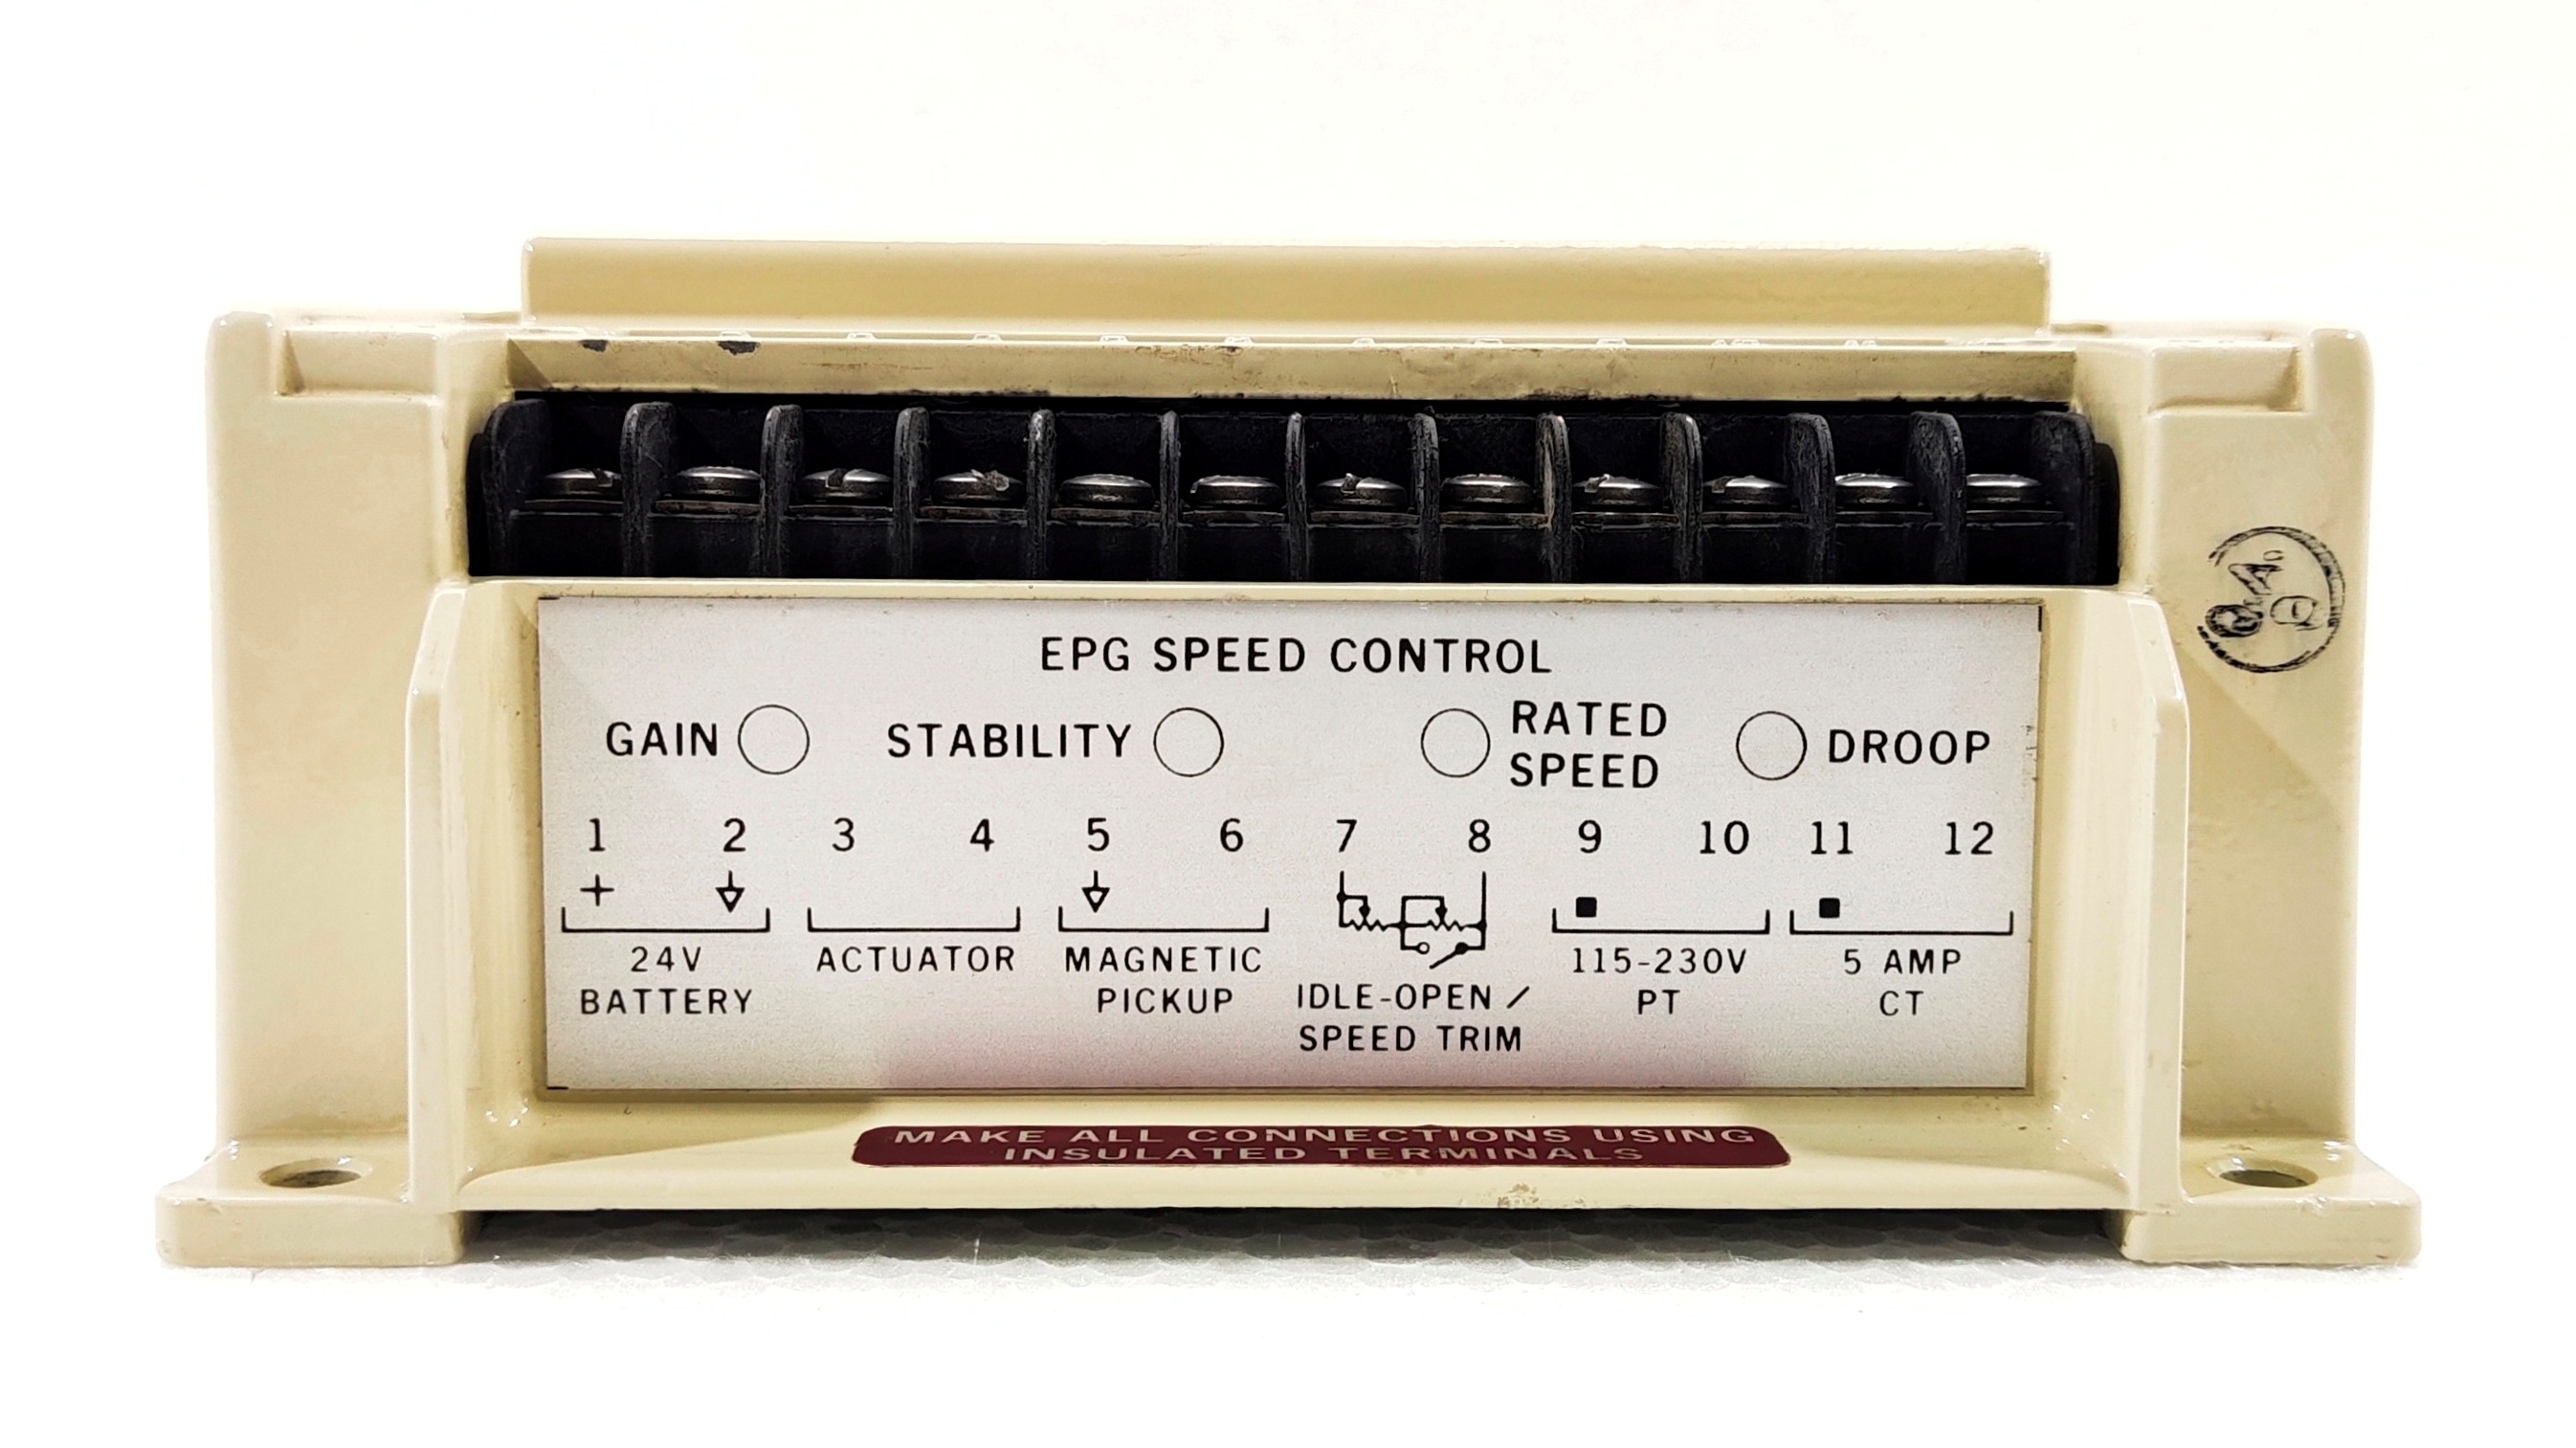 EPG SPEED CONTROL
GAIN STABILITY RATED SPEED DROOP
1 2 3 4 5 6 7 8 9 10 11 12
+
24V BATTERY
ACTUATOR
MAGNETIC PICKUP
IDLE-OPEN / SPEED TRIM
115-230V PT
5 AMP CT
MAKE ALL CONNECTIONS USING
INSULATED TERMINALS